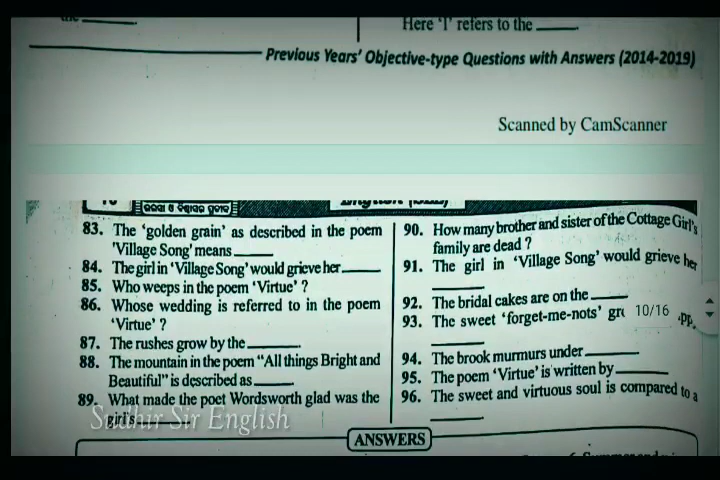 Here 'I' refers to the
Previous Years' Objective-type Questions with Answers (2014-2019)
Scanned by CamScanner
83. The 'golden grain' as described in the poem
'Village Song' means
84. The girl in 'Village Song' would grieve her
85. Who weeps in the poem 'Virtue' ?
86. Whose wedding is referred to in the poem
'Virtue' ?
87. The rushes grow by the
88. The mountain in the poem "All things Bright and
Beautiful" is described as
89. What made the poet Wordsworth glad was the
girl's
90. How many brother and sister of the Cottage Girl's
family are dead ?
91. The girl in 'Village Song' would grieve her
92. The bridal cakes are on the
93. The sweet 'forget-me-nots'
10/16
94. The brook murmurs under
95. The poem 'Virtue' is written by
96. The sweet and virtuous soul is compared to a
Sudhir Sir English
ANSWERS